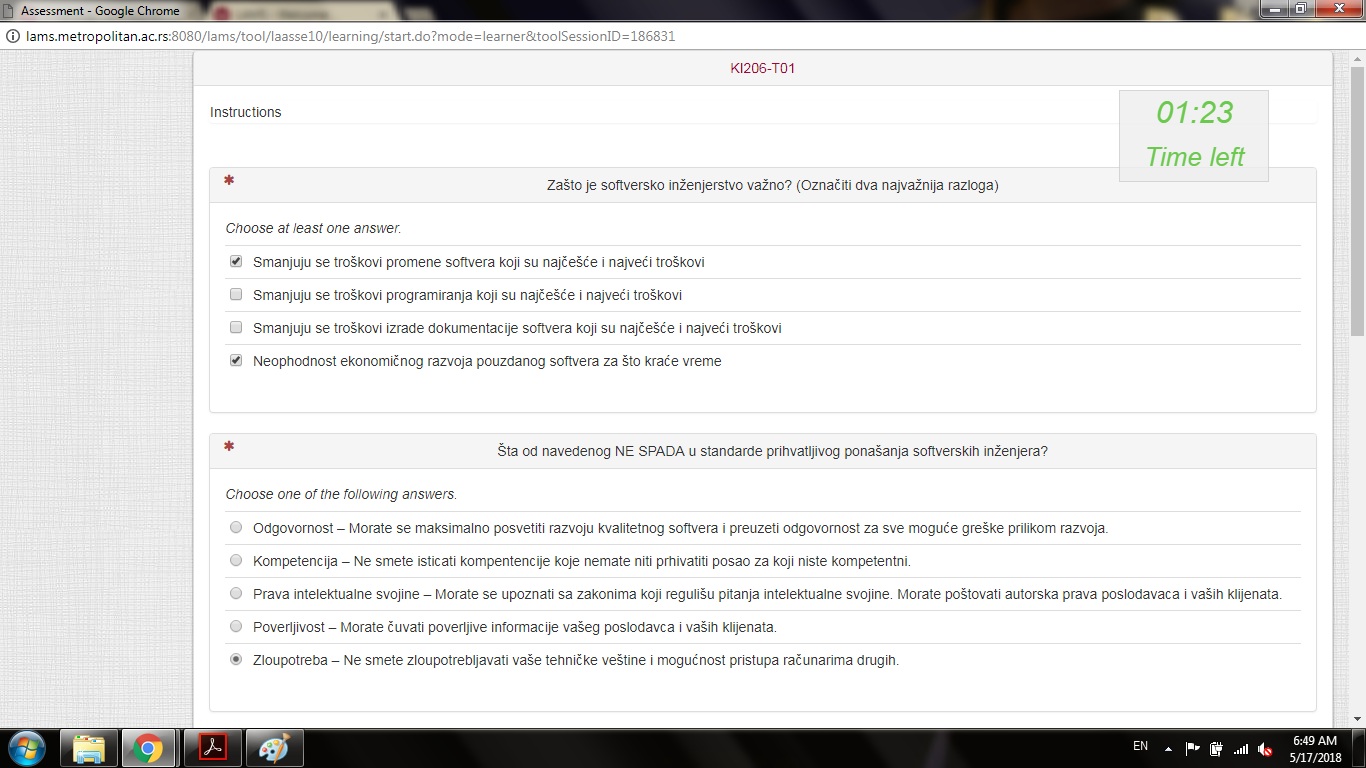 Assessment - Google Chrome
lams.metropolitan.ac.rs:8080/lams/tool/laasse10/learning/start.do?mode=learner&toolSessionID=186831
KI206-T01
Instructions
01:23
Time left
* Zašto je softversko inženjerstvo važno? (Označiti dva najvažnija razloga)
Choose at least one answer.
Smanjuju se troškovi promene softvera koji su najčešće i najveći troškovi
Smanjuju se troškovi programiranja koji su najčešće i najveći troškovi
Smanjuju se troškovi izrade dokumentacije softvera koji su najčešće i najveći troškovi
Neophodnost ekonomičnog razvoja pouzdanog softvera za što kraće vreme
* Šta od navedenog NE SPADA u standarde prihvatljivog ponašanja softverskih inženjera?
Choose one of the following answers.
Odgovornost – Morate se maksimalno posvetiti razvoju kvalitetnog softvera i preuzeti odgovornost za sve moguće greške prilikom razvoja.
Kompetencija – Ne smete isticati kompentencije koje nemate niti prhivatiti posao za koji niste kompetentni.
Prava intelektualne svojine – Morate se upoznati sa zakonima koji regulišu pitanja intelektualne svojine. Morate poštovati autorska prava poslodavaca i vaših klijenata.
Poverljivost – Morate čuvati poverljive informacije vašeg poslodavca i vaših klijenata.
Zloupotreba – Ne smete zloupotrebljavati vaše tehničke veštine i mogućnost pristupa računarima drugih.
EN
6:49 AM
5/17/2018